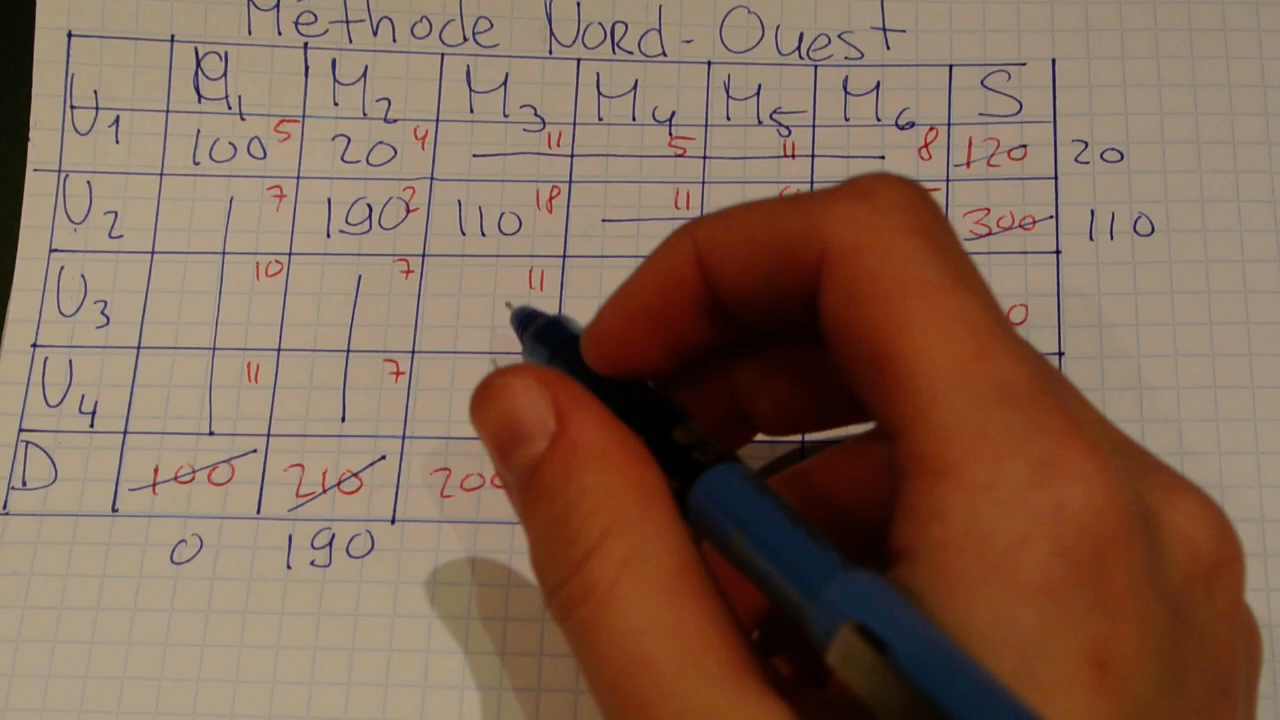 Méthode Nord-Ouest
M1 M2 M3 M4 M5 M6 S
U1 100 5 20 4 11 5 11 8 120 20
U2 7 190 2 110 18 11 300 110
U3 10 7 11 0
U4 11 7
D 100 210 200
0 190